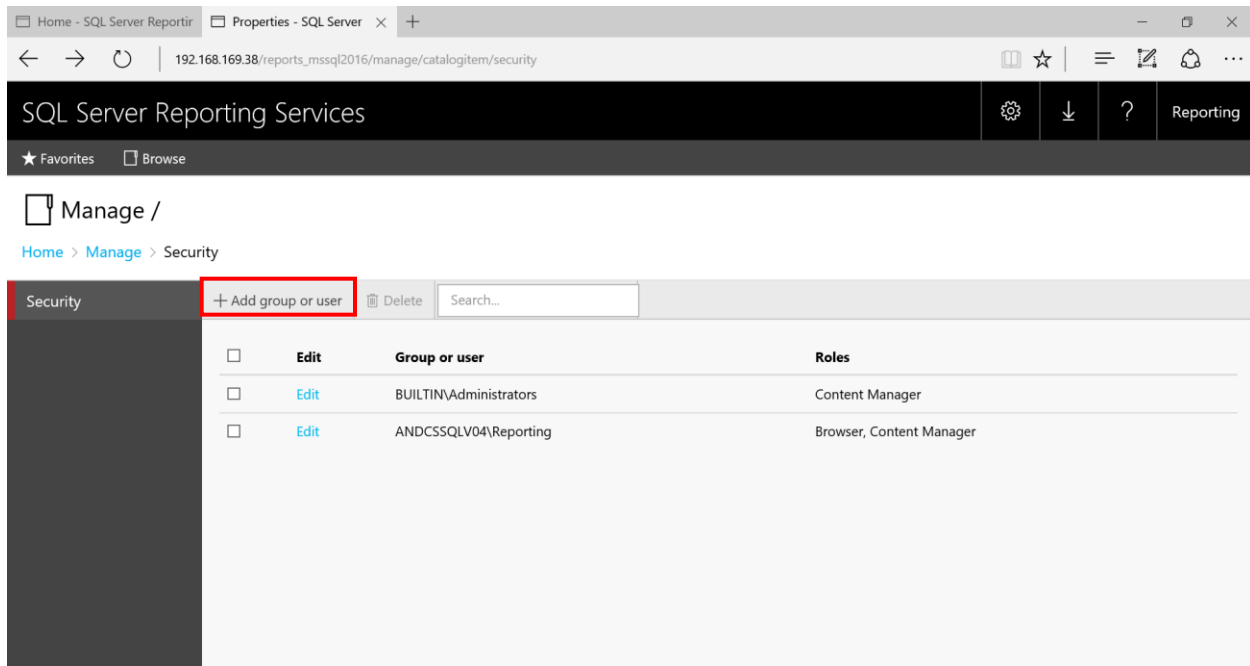 Home - SQL Server Reportir Properties - SQL Server
192.168.169.38/reports_mssql2016/manage/catalogitem/security
SQL Server Reporting Services ? Reporting
Favorites Browse
Manage /
Home > Manage > Security
Security + Add group or user Delete Search...
Edit Group or user Roles
Edit BUILTIN\Administrators Content Manager
Edit ANDCSSQLV04\Reporting Browser, Content Manager